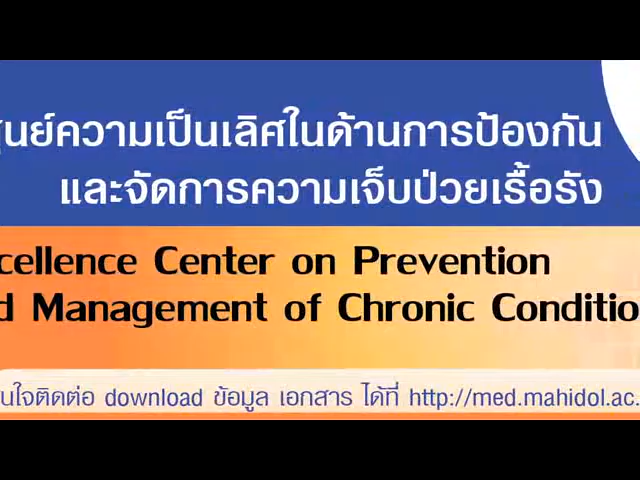 ศูนย์ความเป็นเลิศในด้านการป้องกัน
และจัดการความเจ็บป่วยเรื้อรัง
cellence Center on Prevention
d Management of Chronic Conditio
นใจติดต่อ download ข้อมูล เอกสาร ได้ที่ http://med.mahidol.ac.